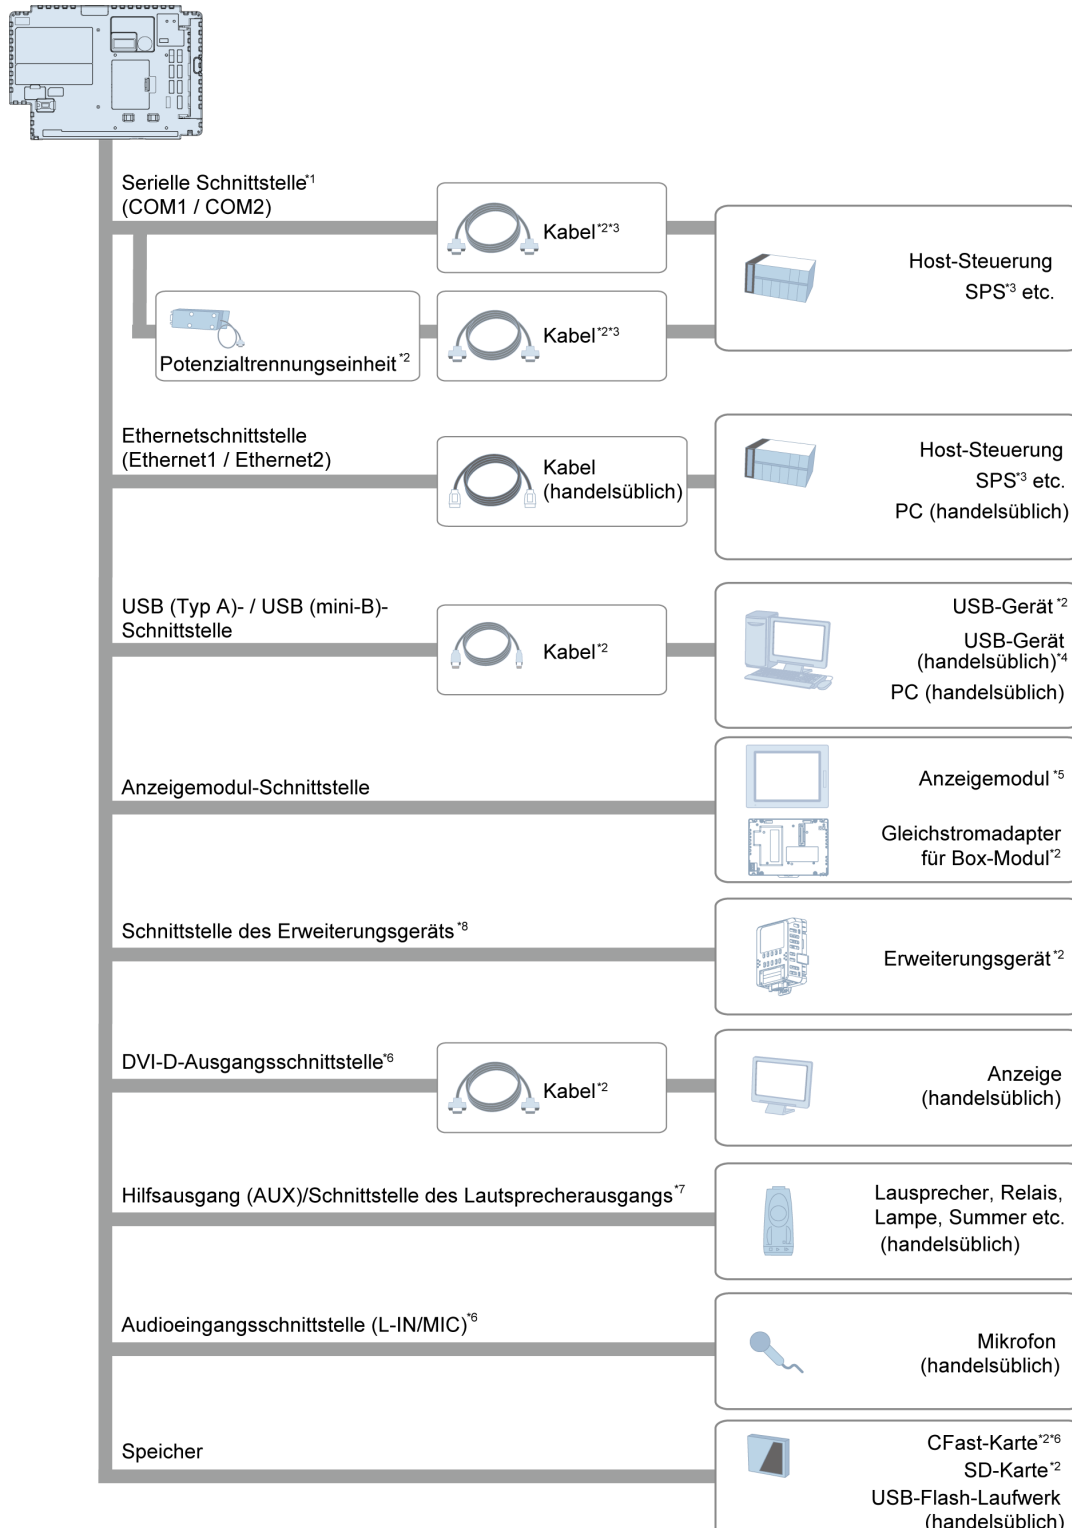 Serielle Schnittstelle*1
(COM1 / COM2)
Kabel*2*3
Host-Steuerung
SPS*3 etc.
Potenzialtrennungseinheit*2
Kabel*2*3
Ethernetschnittstelle
(Ethernet1 / Ethernet2)
Kabel
(handelsüblich)
Host-Steuerung
SPS*3 etc.
PC (handelsüblich)
USB (Typ A)- / USB (mini-B)-
Schnittstelle
Kabel*2
USB-Gerät*2
USB-Gerät
(handelsüblich)*4
PC (handelsüblich)
Anzeigemodul-Schnittstelle
Anzeigemodul*5
Gleichstromadapter
für Box-Modul*2
Schnittstelle des Erweiterungsgeräts*8
Erweiterungsgerät*2
DVI-D-Ausgangsschnittstelle*6
Kabel*2
Anzeige
(handelsüblich)
Hilfsausgang (AUX)/Schnittstelle des Lautsprecherausgangs*7
Lausprecher, Relais,
Lampe, Summer etc.
(handelsüblich)
Audioeingangsschnittstelle (L-IN/MIC)*6
Mikrofon
(handelsüblich)
Speicher
CFast-Karte*2*6
SD-Karte*2
USB-Flash-Laufwerk
(handelsüblich)